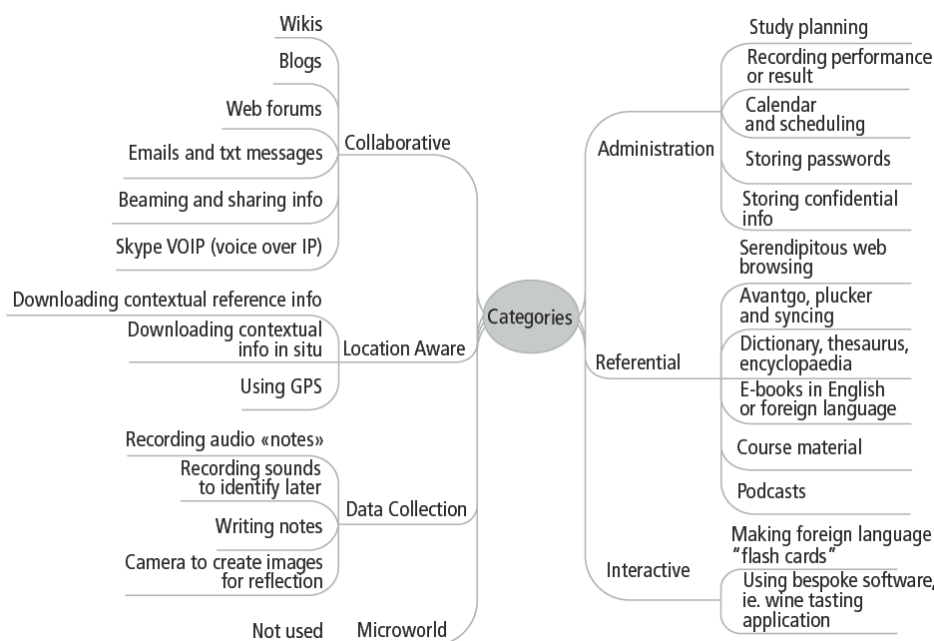 Wikis
Blogs
Web forums
Emails and txt messages
Beaming and sharing info
Skype VOIP (voice over IP)
Collaborative
Downloading contextual reference info
Downloading contextual
info in situ
Using GPS
Location Aware
Recording audio «notes»
Recording sounds
to identify later
Writing notes
Camera to create images
for reflection
Data Collection
Not used
Microworld
Categories
Administration
Study planning
Recording performance
or result
Calendar
and scheduling
Storing passwords
Storing confidential
info
Referential
Serendipitous web
browsing
Avantgo, plucker
and syncing
Dictionary, thesaurus,
encyclopaedia
E-books in English
or foreign language
Course material
Podcasts
Interactive
Making foreign language
“flash cards”
Using bespoke software,
ie. wine tasting
application